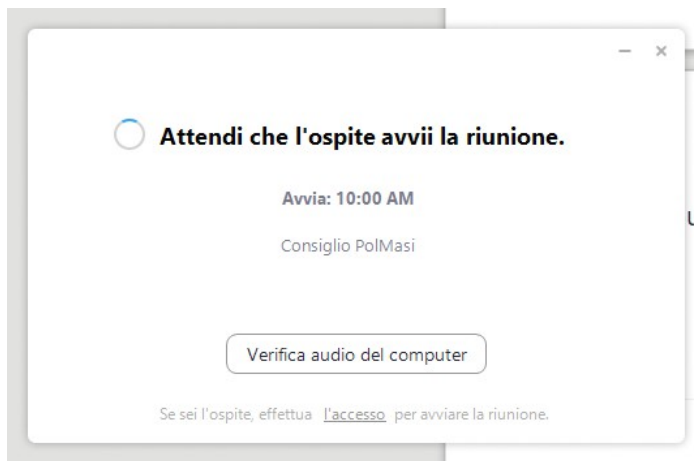 Attendi che l'ospite avvii la riunione.
Avvia: 10:00 AM
Consiglio PolMasi
Verifica audio del computer
Se sei l'ospite, effettua l'accesso per avviare la riunione.